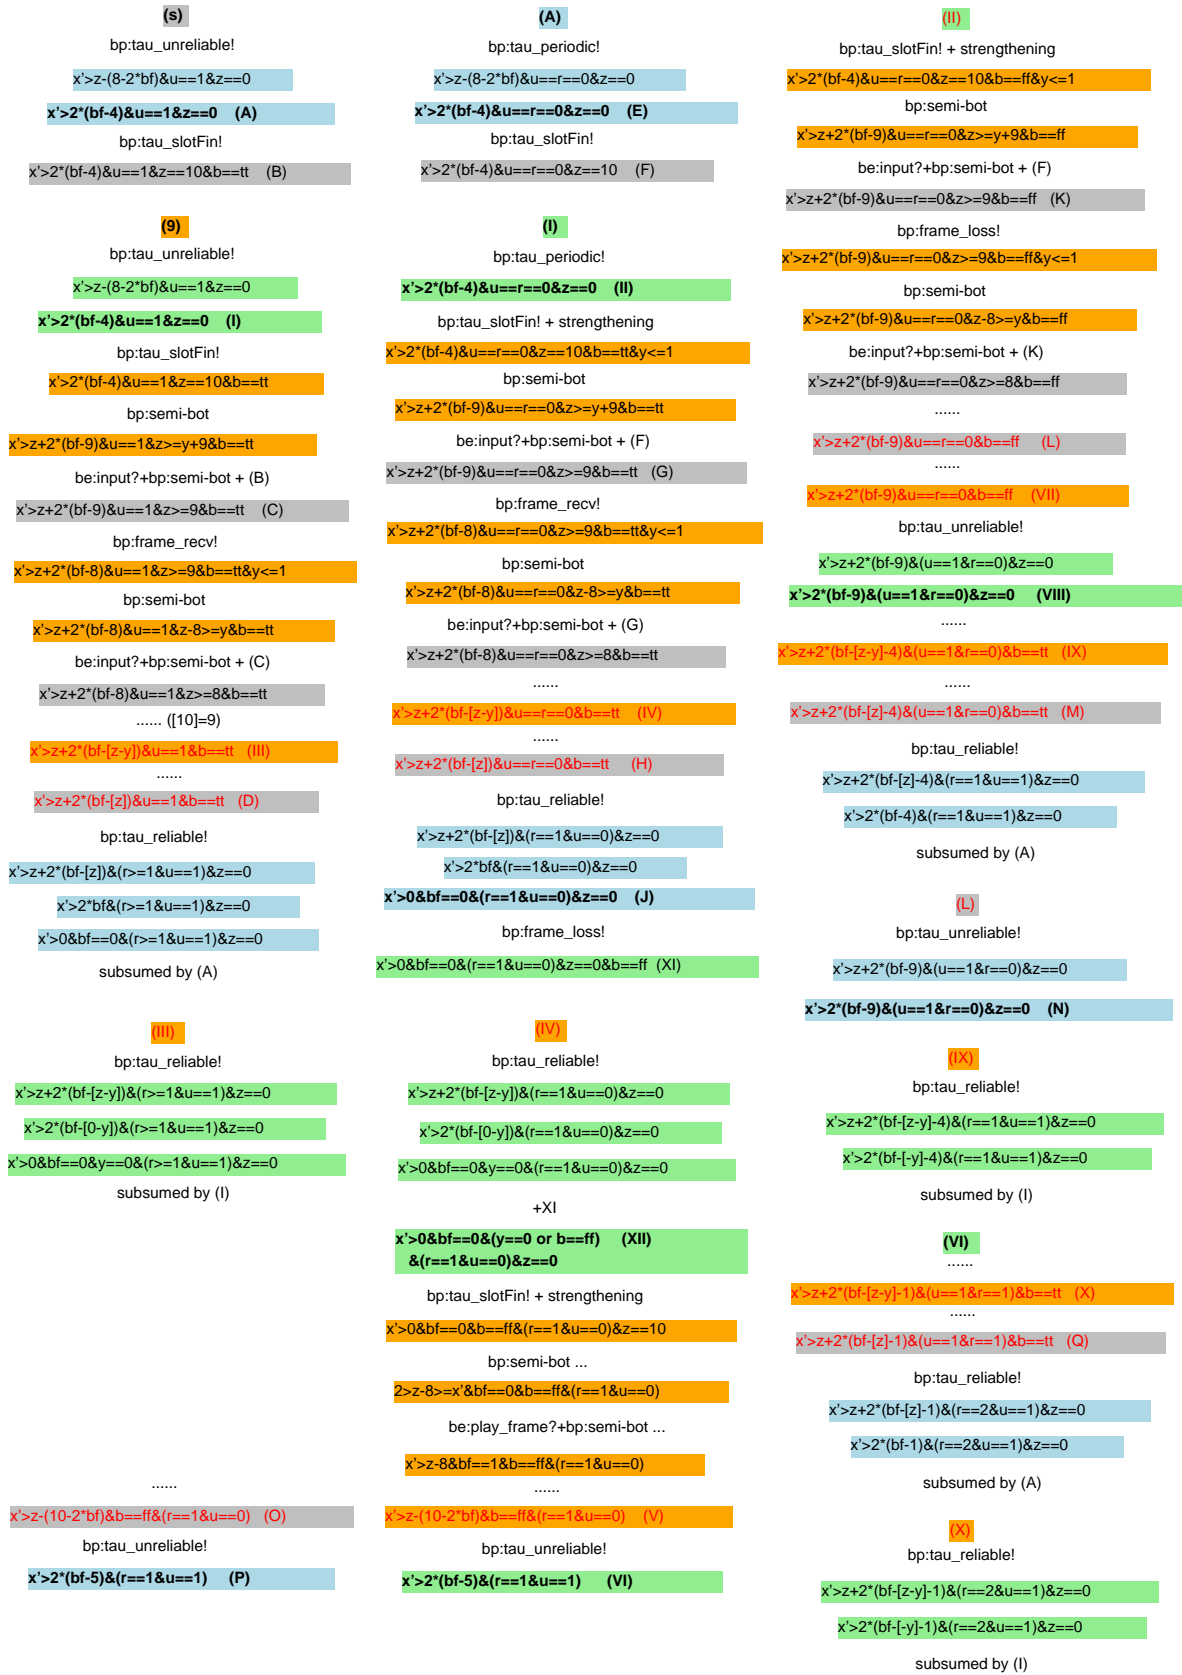 (s)
bp:tau_unreliable!
x'>z-(8-2*bf)&u==1&z==0
x'>2*(bf-4)&u==1&z==0 (A)
bp:tau_slotFin!
x'>2*(bf-4)&u==1&z==10&b==tt (B)
(9)
bp:tau_unreliable!
x'>z-(8-2*bf)&u==1&z==0
x'>2*(bf-4)&u==1&z==0 (I)
bp:tau_slotFin!
x'>2*(bf-4)&u==1&z==10&b==tt
bp:semi-bot
x'>z+2*(bf-9)&u==1&z>=y+9&b==tt
be:input?+bp:semi-bot + (B)
x'>z+2*(bf-9)&u==1&z>=9&b==tt (C)
bp:frame_recv!
x'>z+2*(bf-8)&u==1&z>=9&b==tt&y<=1
bp:semi-bot
x'>z+2*(bf-8)&u==1&z-8>=y&b==tt
be:input?+bp:semi-bot + (C)
x'>z+2*(bf-8)&u==1&z>=8&b==tt
...... ([10]=9)
x'>z+2*(bf-[z-y])&u==1&b==tt (III)
......
x'>z+2*(bf-[z])&u==1&b==tt (D)
bp:tau_reliable!
x'>z+2*(bf-[z])&(r>=1&u==1)&z==0
x'>2*bf&(r>=1&u==1)&z==0
x'>0&bf==0&(r>=1&u==1)&z==0
subsumed by (A)
(III)
bp:tau_reliable!
x'>z+2*(bf-[z-y])&(r>=1&u==1)&z==0
x'>2*(bf-[0-y])&(r>=1&u==1)&z==0
x'>0&bf==0&y==0&(r>=1&u==1)&z==0
subsumed by (I)
......
x'>z-(10-2*bf)&b==ff&(r==1&u==0) (O)
bp:tau_unreliable!
x'>2*(bf-5)&(r==1&u==1) (P)
(A)
bp:tau_periodic!
x'>z-(8-2*bf)&u==r==0&z==0
x'>2*(bf-4)&u==r==0&z==0 (E)
bp:tau_slotFin!
x'>2*(bf-4)&u==r==0&z==10 (F)
(I)
bp:tau_periodic!
x'>2*(bf-4)&u==r==0&z==0 (II)
bp:tau_slotFin! + strengthening
x'>2*(bf-4)&u==r==0&z==10&b==tt&y<=1
bp:semi-bot
x'>z+2*(bf-9)&u==r==0&z>=y+9&b==tt
be:input?+bp:semi-bot + (F)
x'>z+2*(bf-9)&u==r==0&z>=9&b==tt (G)
bp:frame_recv!
x'>z+2*(bf-8)&u==r==0&z>=9&b==tt&y<=1
bp:semi-bot
x'>z+2*(bf-8)&u==r==0&z-8>=y&b==tt
be:input?+bp:semi-bot + (G)
x'>z+2*(bf-8)&u==r==0&z>=8&b==tt
......
x'>z+2*(bf-[z-y])&u==r==0&b==tt (IV)
......
x'>z+2*(bf-[z])&u==r==0&b==tt (H)
bp:tau_reliable!
x'>z+2*(bf-[z])&(r==1&u==0)&z==0
x'>2*bf&(r==1&u==0)&z==0
x'>0&bf==0&(r==1&u==0)&z==0 (J)
bp:frame_loss!
x'>0&bf==0&(r==1&u==0)&z==0&b==ff (XI)
(IV)
bp:tau_reliable!
x'>z+2*(bf-[z-y])&(r==1&u==0)&z==0
x'>2*(bf-[0-y])&(r==1&u==0)&z==0
x'>0&bf==0&y==0&(r==1&u==0)&z==0
+XI
x'>0&bf==0&(y==0 or b==ff) (XII)
&(r==1&u==0)&z==0
bp:tau_slotFin! + strengthening
x'>0&bf==0&b==ff&(r==1&u==0)&z==10
bp:semi-bot ...
2>z-8>=x'&bf==0&b==ff&(r==1&u==0)
be:play_frame?+bp:semi-bot ...
x'>z-8&bf==1&b==ff&(r==1&u==0)
......
x'>z-(10-2*bf)&b==ff&(r==1&u==0) (V)
bp:tau_unreliable!
x'>2*(bf-5)&(r==1&u==1) (VI)
(II)
bp:tau_slotFin! + strengthening
x'>2*(bf-4)&u==r==0&z==10&b==ff&y<=1
bp:semi-bot
x'>z+2*(bf-9)&u==r==0&z>=y+9&b==ff
be:input?+bp:semi-bot + (F)
x'>z+2*(bf-9)&u==r==0&z>=9&b==ff (K)
bp:frame_loss!
x'>z+2*(bf-9)&u==r==0&z>=9&b==ff&y<=1
bp:semi-bot
x'>z+2*(bf-9)&u==r==0&z-8>=y&b==ff
be:input?+bp:semi-bot + (K)
x'>z+2*(bf-9)&u==r==0&z>=8&b==ff
......
x'>z+2*(bf-9)&u==r==0&b==ff (L)
......
x'>z+2*(bf-9)&u==r==0&b==ff (VII)
bp:tau_unreliable!
x'>z+2*(bf-9)&(u==1&r==0)&z==0
x'>2*(bf-9)&(u==1&r==0)&z==0 (VIII)
......
x'>z+2*(bf-[z-y]-4)&(u==1&r==0)&b==tt (IX)
......
x'>z+2*(bf-[z]-4)&(u==1&r==0)&b==tt (M)
bp:tau_reliable!
x'>z+2*(bf-[z]-4)&(r==1&u==1)&z==0
x'>2*(bf-4)&(r==1&u==1)&z==0
subsumed by (A)
(L)
bp:tau_unreliable!
x'>z+2*(bf-9)&(u==1&r==0)&z==0
x'>2*(bf-9)&(u==1&r==0)&z==0 (N)
(IX)
bp:tau_reliable!
x'>z+2*(bf-[z-y]-4)&(r==1&u==1)&z==0
x'>2*(bf-[-y]-4)&(r==1&u==1)&z==0
subsumed by (I)
(VI)
......
x'>z+2*(bf-[z-y]-1)&(u==1&r==1)&b==tt (X)
......
x'>z+2*(bf-[z]-1)&(u==1&r==1)&b==tt (Q)
bp:tau_reliable!
x'>z+2*(bf-[z]-1)&(r==2&u==1)&z==0
x'>2*(bf-1)&(r==2&u==1)&z==0
subsumed by (A)
(X)
bp:tau_reliable!
x'>z+2*(bf-[z-y]-1)&(r==2&u==1)&z==0
x'>2*(bf-[-y]-1)&(r==2&u==1)&z==0
subsumed by (I)